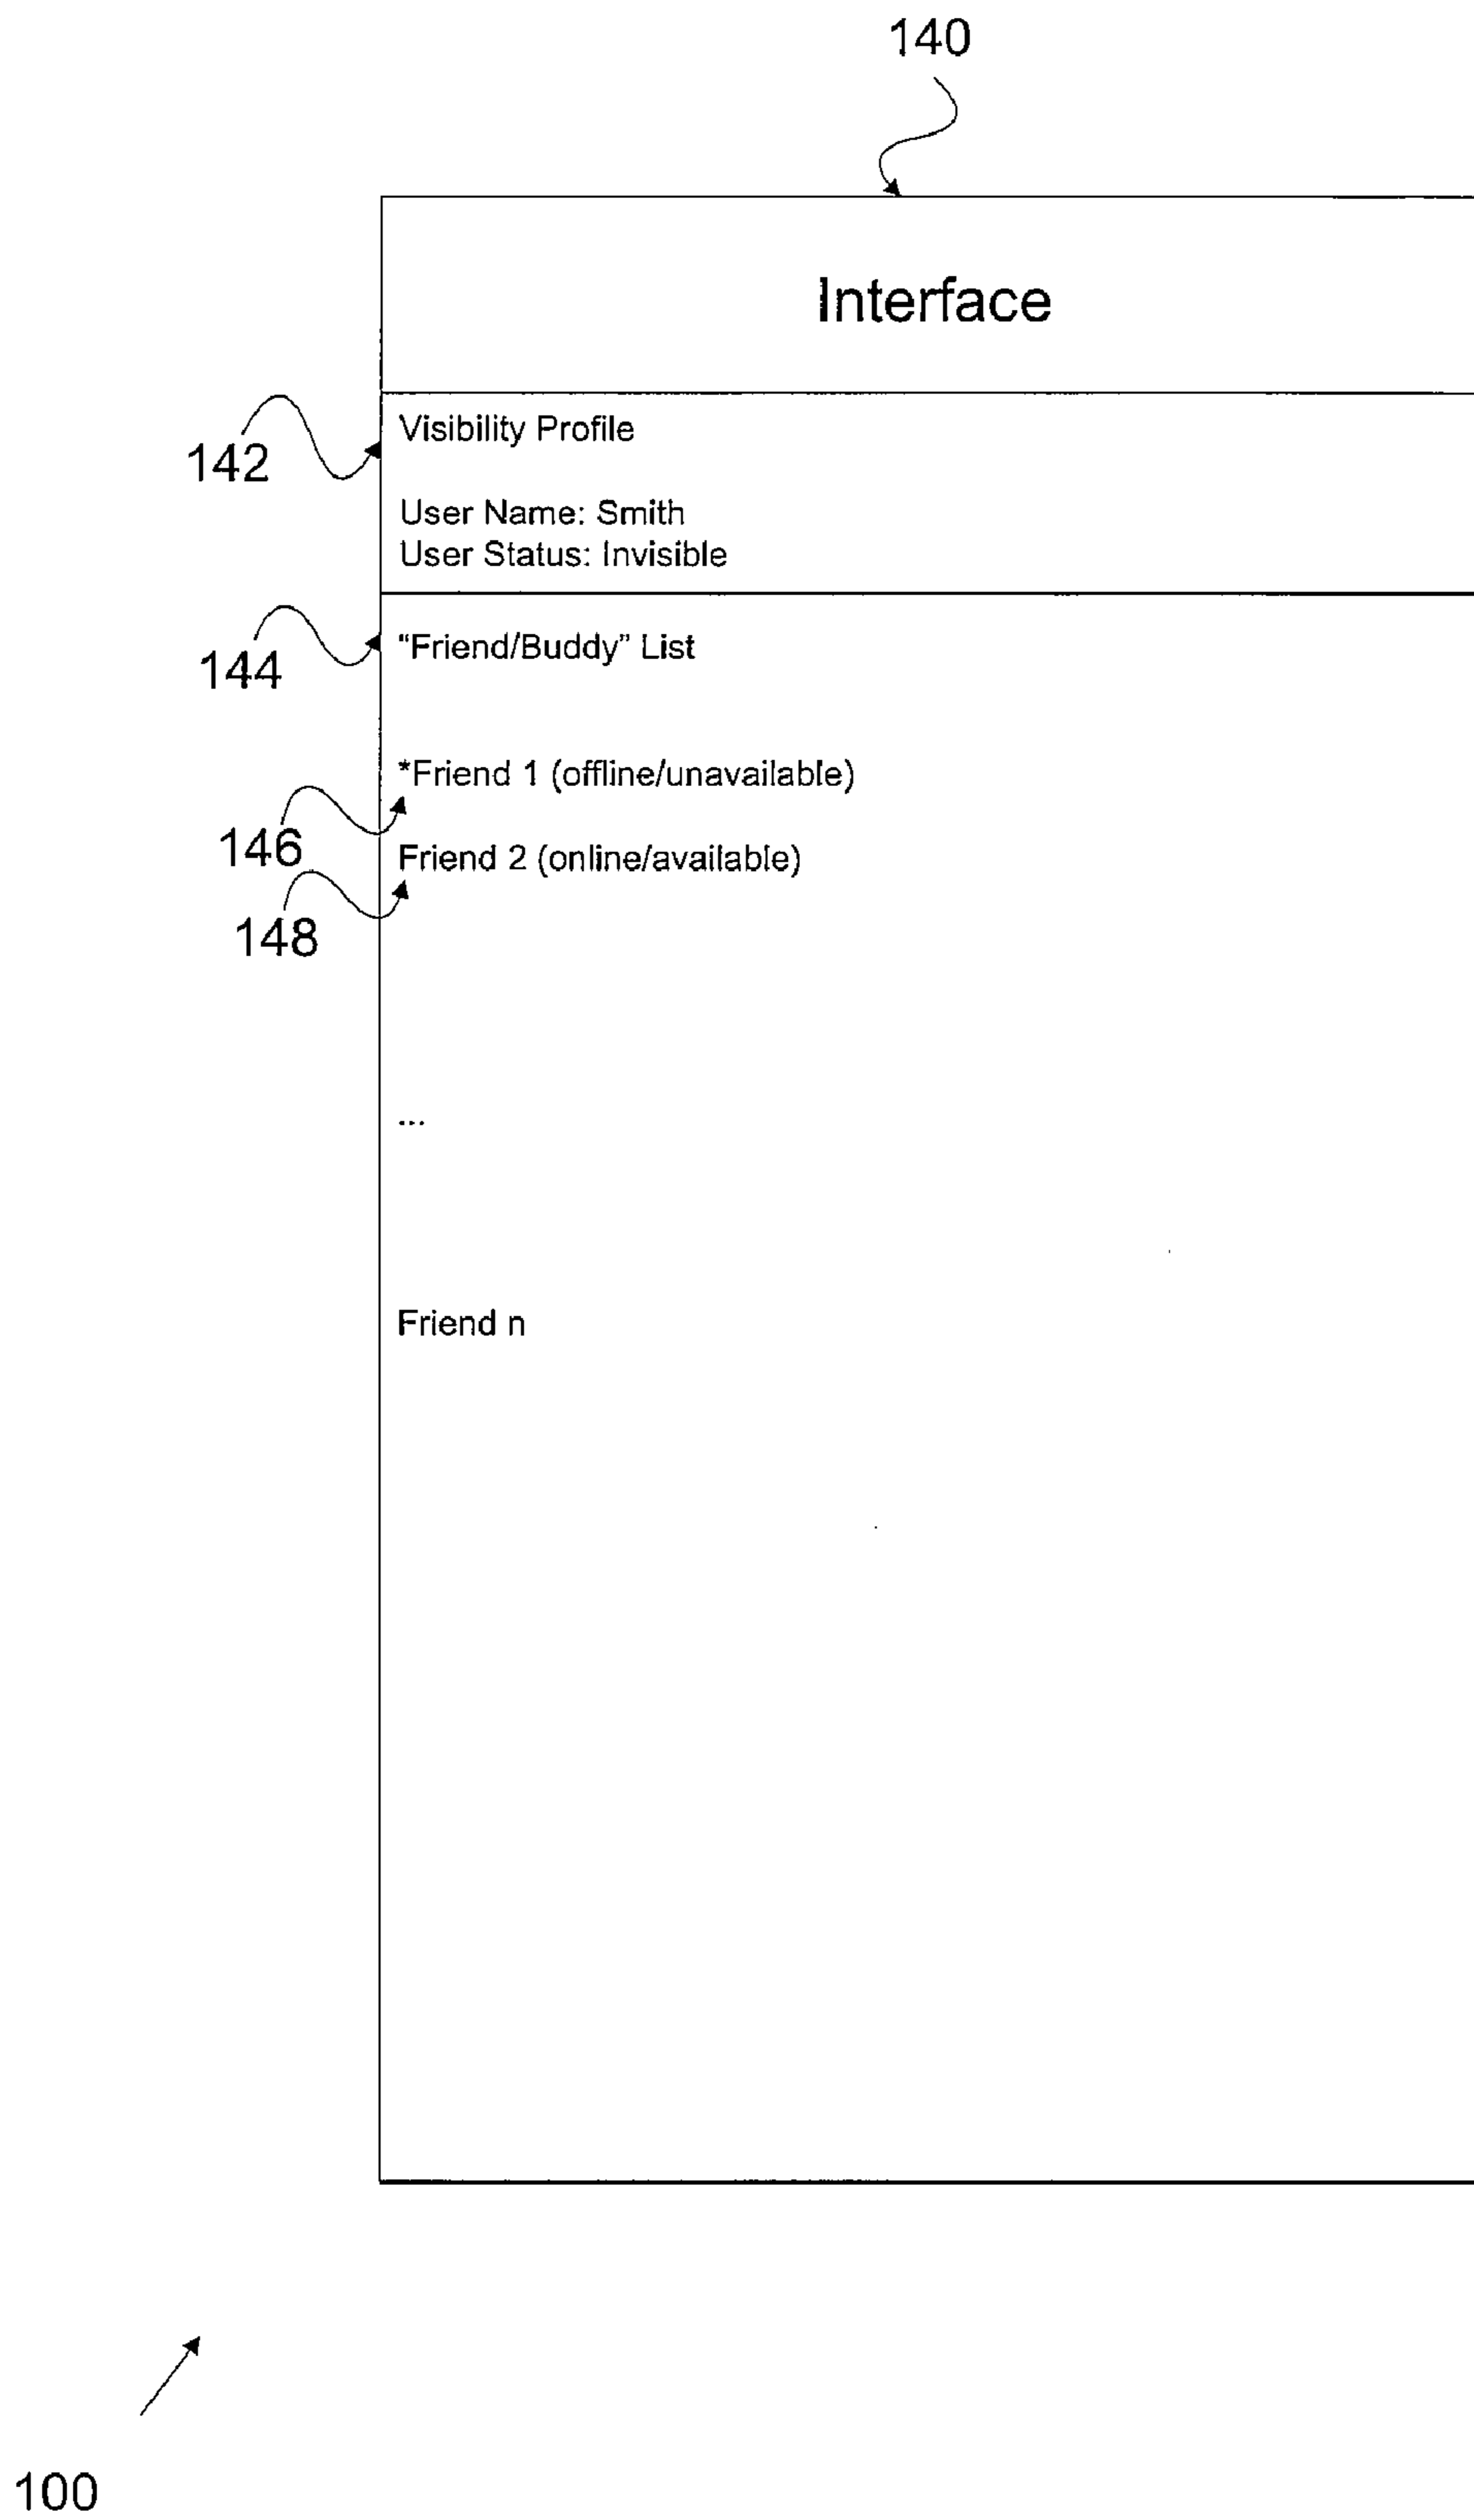 140
Interface
142
Visibility Profile
User Name: Smith
User Status: Invisible
144
“Friend/Buddy” List
*Friend 1 (offline/unavailable)
146
Friend 2 (online/available)
148
...
Friend n
100